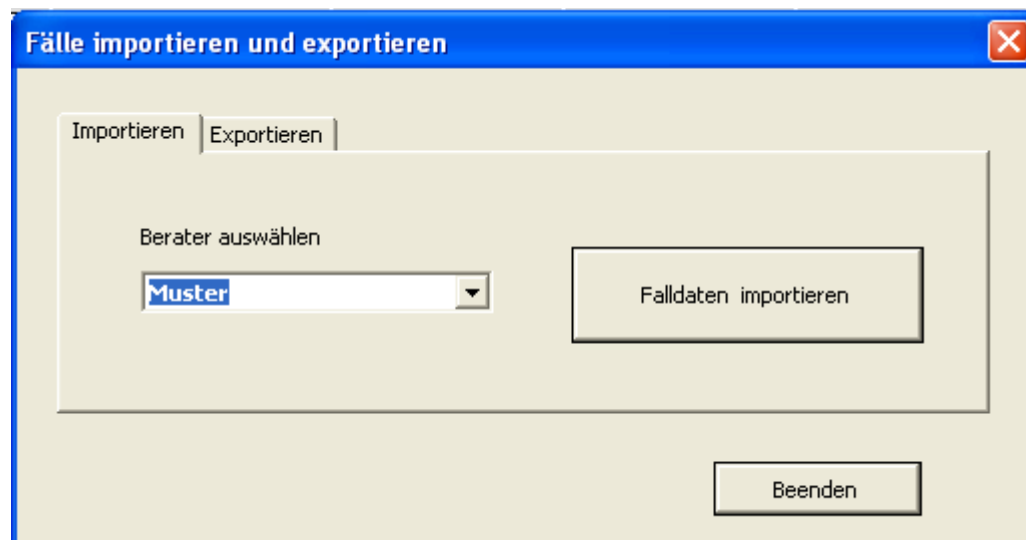 Fälle importieren und exportieren
Importieren Exportieren
Berater auswählen
Muster
Falldaten importieren
Beenden